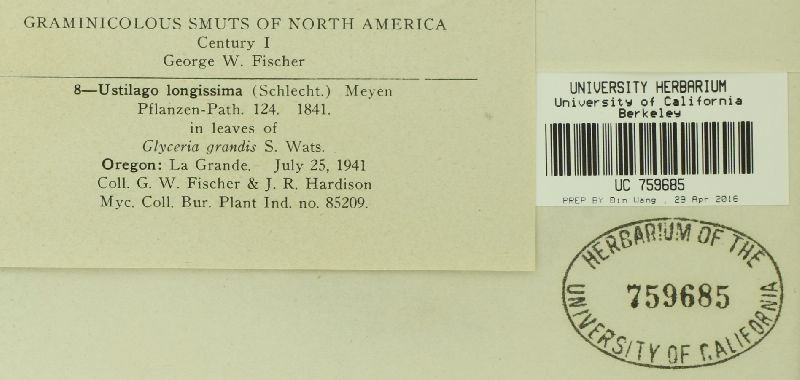 GRAMINICOLOUS SMUTS OF NORTH AMERICA
Century I
George W. Fischer
8—Ustilago longissima (Schlecht.) Meyen
Pflanzen-Path. 124. 1841.
in leaves of
Glyceria grandis S. Wats.
Oregon: La Grande, July 25, 1941
Coll. G. W. Fischer & J. R. Hardison
Myc. Coll. Bur. Plant Ind. no. 85209.
UNIVERSITY HERBARIUM
University of California
Berkeley
UC 759685
PREP BY Bin Wang , 29 Apr 2016
HERBARIUM OF THE
759685
UNIVERSITY OF CALIFORNIA